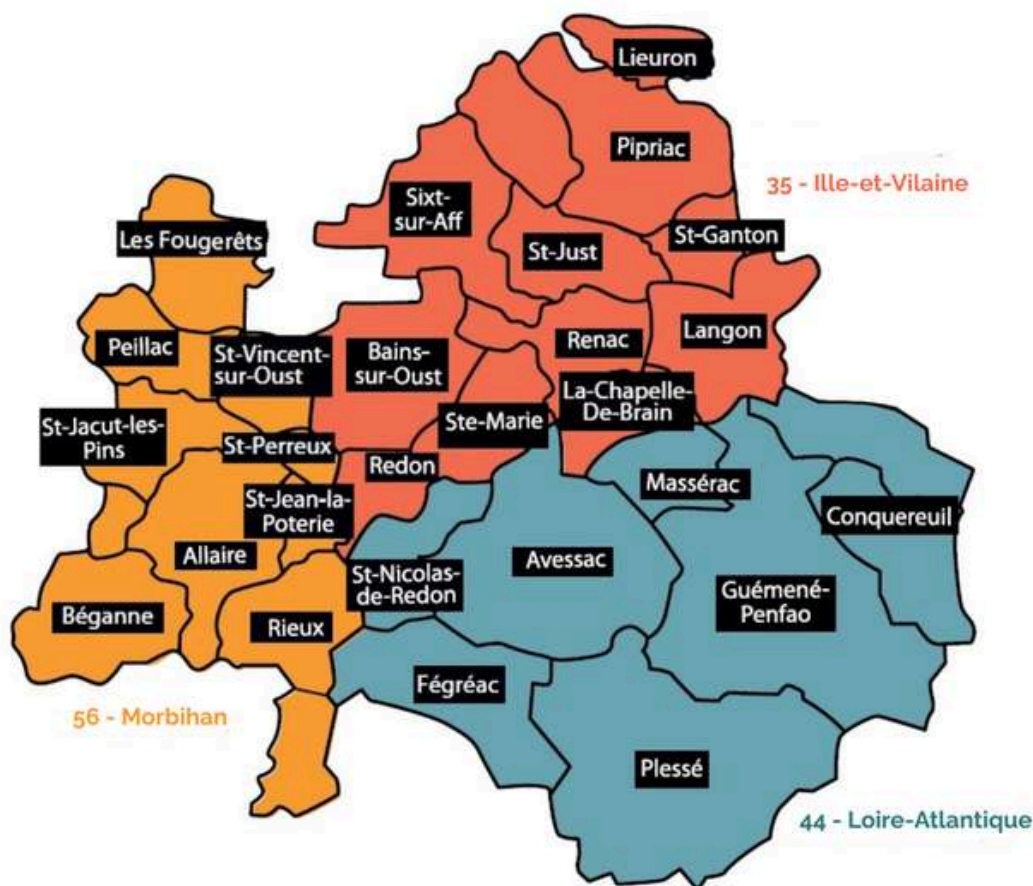 Lieuron
Pipriac
35 - Ille-et-Vilaine
Sixt-
sur-Aff
St-Ganton
Les Fougerêts
St-Just
Langon
Peillac
St-Vincent-
sur-Oust
Bains-
sur-Oust
Renac
La-Chapelle-
De-Brain
St-Jacut-les-
Pins
Ste-Marie
St-Perreux
Redon
Massérac
St-Jean-la-
Poterie
Conquereuil
Allaire
Avessac
St-Nicolas-
de-Redon
Guémené-
Penfao
Béganne
Rieux
Fégréac
56 - Morbihan
Plessé
44 - Loire-Atlantique